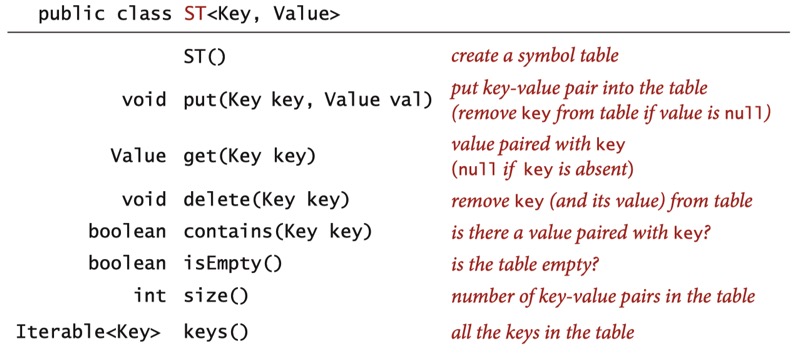 public class ST<Key, Value>
ST() create a symbol table
void put(Key key, Value val) put key-value pair into the table
(remove key from table if value is null)
Value get(Key key) value paired with key
(null if key is absent)
void delete(Key key) remove key (and its value) from table
boolean contains(Key key) is there a value paired with key?
boolean isEmpty() is the table empty?
int size() number of key-value pairs in the table
Iterable<Key> keys() all the keys in the table